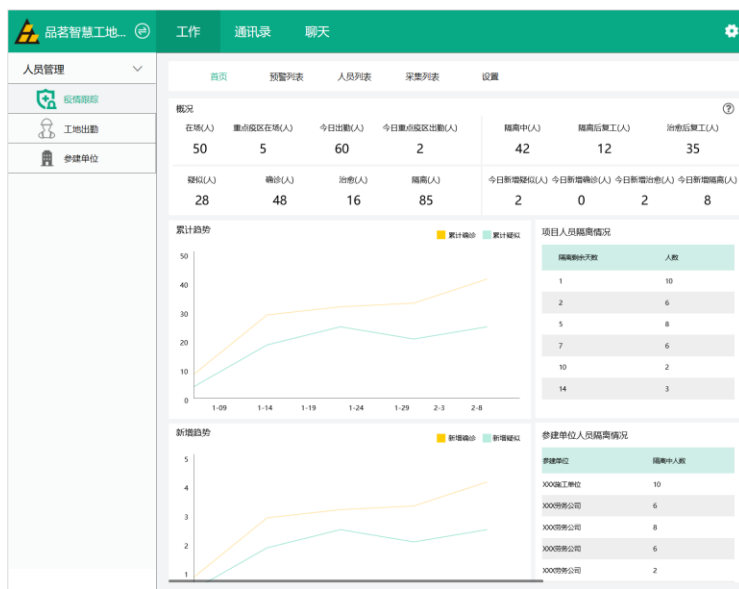 品茗智慧工地...
工作 通讯录 聊天
人员管理
疫情跟踪
工地出勤
参建单位
首页 预警列表 人员列表 采集列表 设置
概况
在场(人) 重点疫区在场(人) 今日出勤(人) 今日重点疫区出勤(人) 隔离中(人) 隔离后复工(人) 治愈后复工(人)
50 5 60 2 42 12 35
疑似(人) 确诊(人) 治愈(人) 隔离(人) 今日新增疑似(人) 今日新增确诊(人) 今日新增治愈(人) 今日新增隔离(人)
28 48 16 85 2 0 2 8
累计趋势
累计确诊 累计疑似
50
40
30
20
10
0
1-09 1-14 1-19 1-24 1-29 2-3 2-8
项目人员隔离情况
隔离剩余天数 人数
1 10
2 6
5 8
7 6
10 2
14 3
新增趋势
新增确诊 新增疑似
5
4
3
2
1
参建单位人员隔离情况
参建单位 隔离中人数
XXX施工单位 10
XXX劳务公司 6
XXX劳务公司 8
XXX劳务公司 6
XXX劳务公司 2